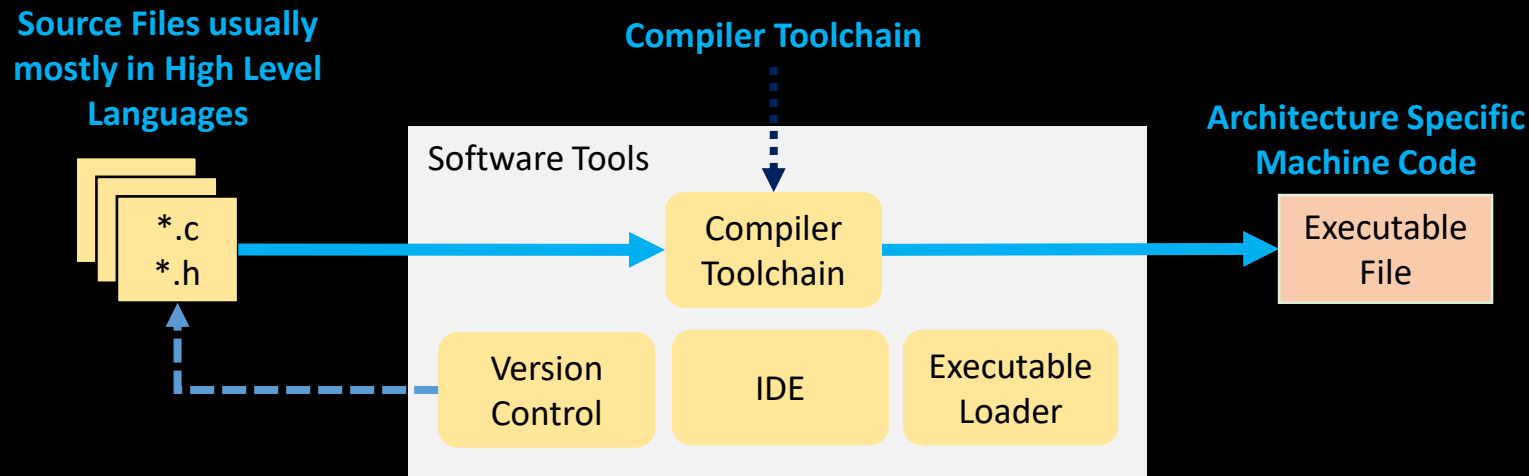 Source Files usually
mostly in High Level
Languages
Compiler Toolchain
Architecture Specific
Machine Code
Software Tools
*.c
*.h
Compiler
Toolchain
Executable
File
Version
Control
IDE
Executable
Loader